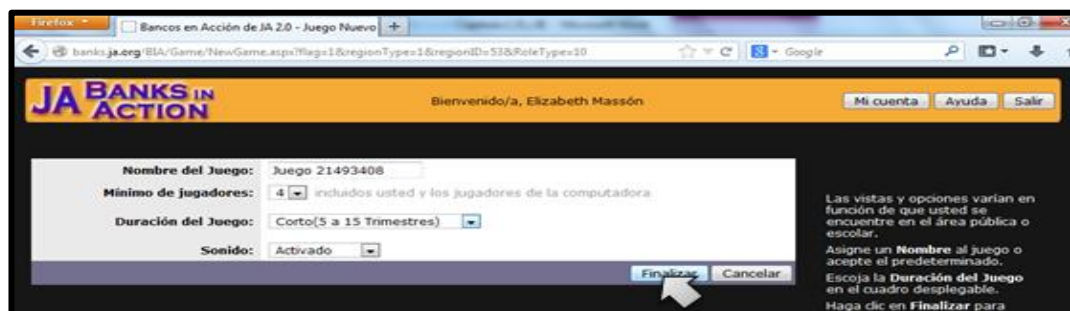 Firefox
Bancos en Acción de JA 2.0 - Juego Nuevo +
banks.ja.org/BIA/Game/NewGame.aspx?flag=1&regionType=1&regionID=53&RoleType=10
Google
JA BANKS IN ACTION
Bienvenido/a, Elizabeth Massón
Mi cuenta Ayuda Salir
Nombre del Juego: Juego 21493408
Mínimo de jugadores: 4 incluidos usted y los jugadores de la computadora
Duración del Juego: Corto(5 a 15 Trimestres)
Sonido: Activado
Finalizar Cancelar
Las vistas y opciones varían en
función de que usted se
encuentre en el área pública o
escolar.
Asigne un Nombre al juego o
acepte el predeterminado.
Escoja la Duración del Juego
en el cuadro desplegable.
Haga clic en Finalizar para